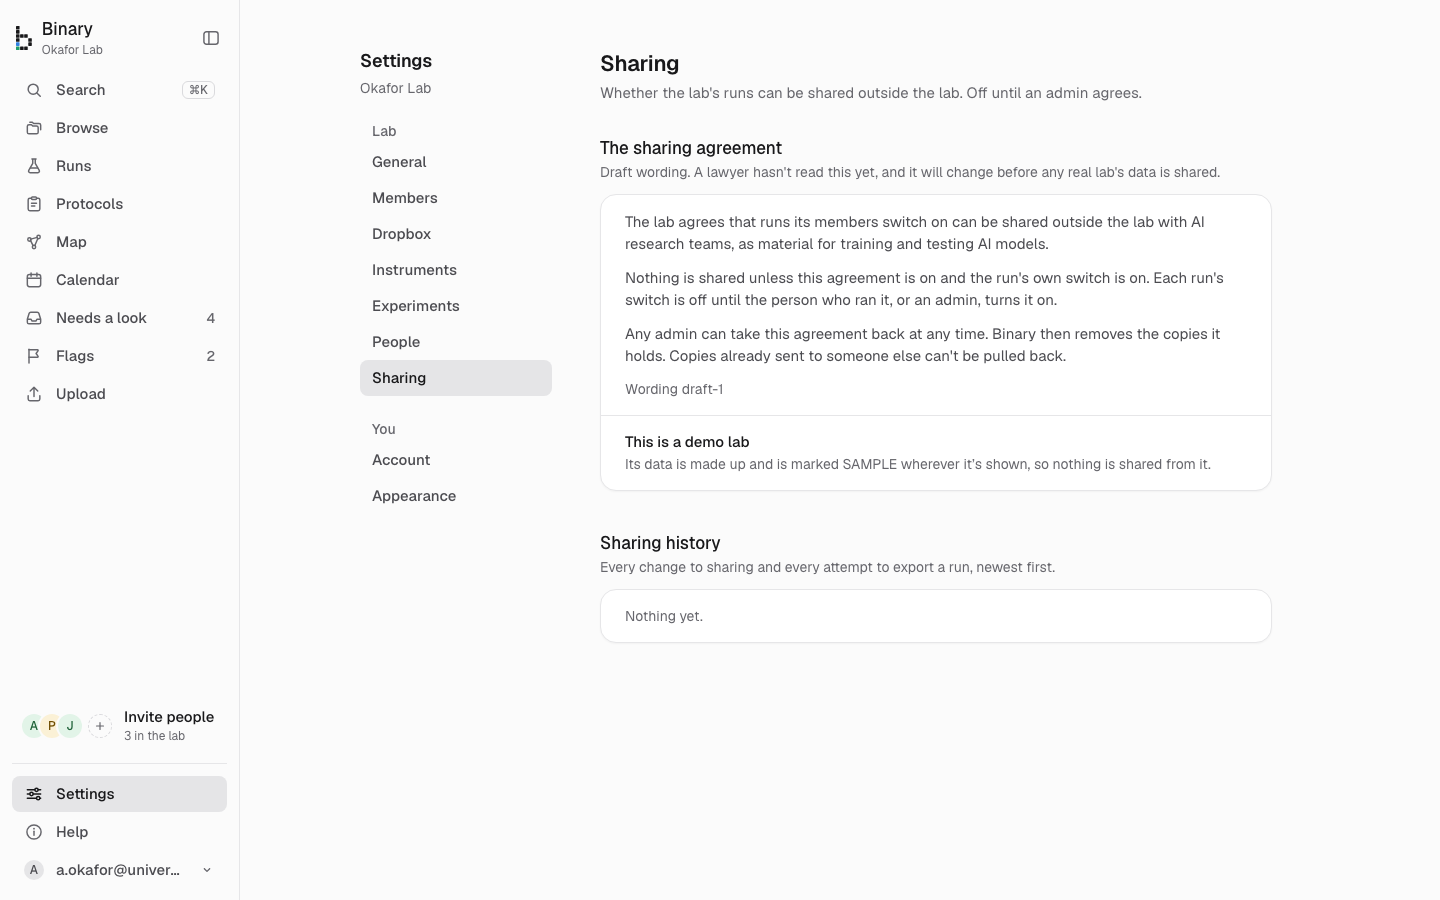 Binary
Okafor Lab
Search
⌘K
Browse
Runs
Protocols
Map
Calendar
Needs a look
4
Flags
2
Upload
A
P
J
Invite people
3 in the lab
Settings
Help
A
a.okafor@univer...
Settings
Okafor Lab
Lab
General
Members
Dropbox
Instruments
Experiments
People
Sharing
You
Account
Appearance
Sharing
Whether the lab's runs can be shared outside the lab. Off until an admin agrees.
The sharing agreement
Draft wording. A lawyer hasn't read this yet, and it will change before any real lab's data is shared.
The lab agrees that runs its members switch on can be shared outside the lab with AI
research teams, as material for training and testing AI models.
Nothing is shared unless this agreement is on and the run's own switch is on. Each run's
switch is off until the person who ran it, or an admin, turns it on.
Any admin can take this agreement back at any time. Binary then removes the copies it
holds. Copies already sent to someone else can't be pulled back.
Wording draft-1
This is a demo lab
Its data is made up and is marked SAMPLE wherever it's shown, so nothing is shared from it.
Sharing history
Every change to sharing and every attempt to export a run, newest first.
Nothing yet.